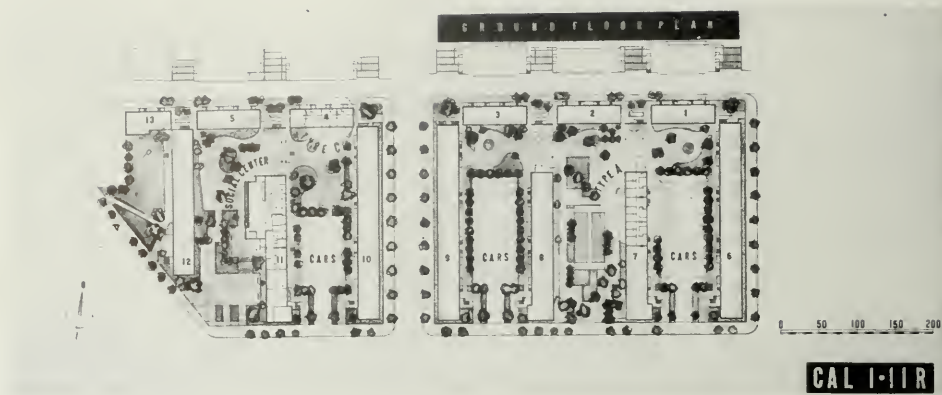 GROUND FLOOR PLAN
13
5
4
3
2
1
TYPE C
SOCIAL CENTER
TYPE A
12
11
CARS
10
9
CARS
8
7
CARS
6
0 50 100 150 200
CAL 1-11R